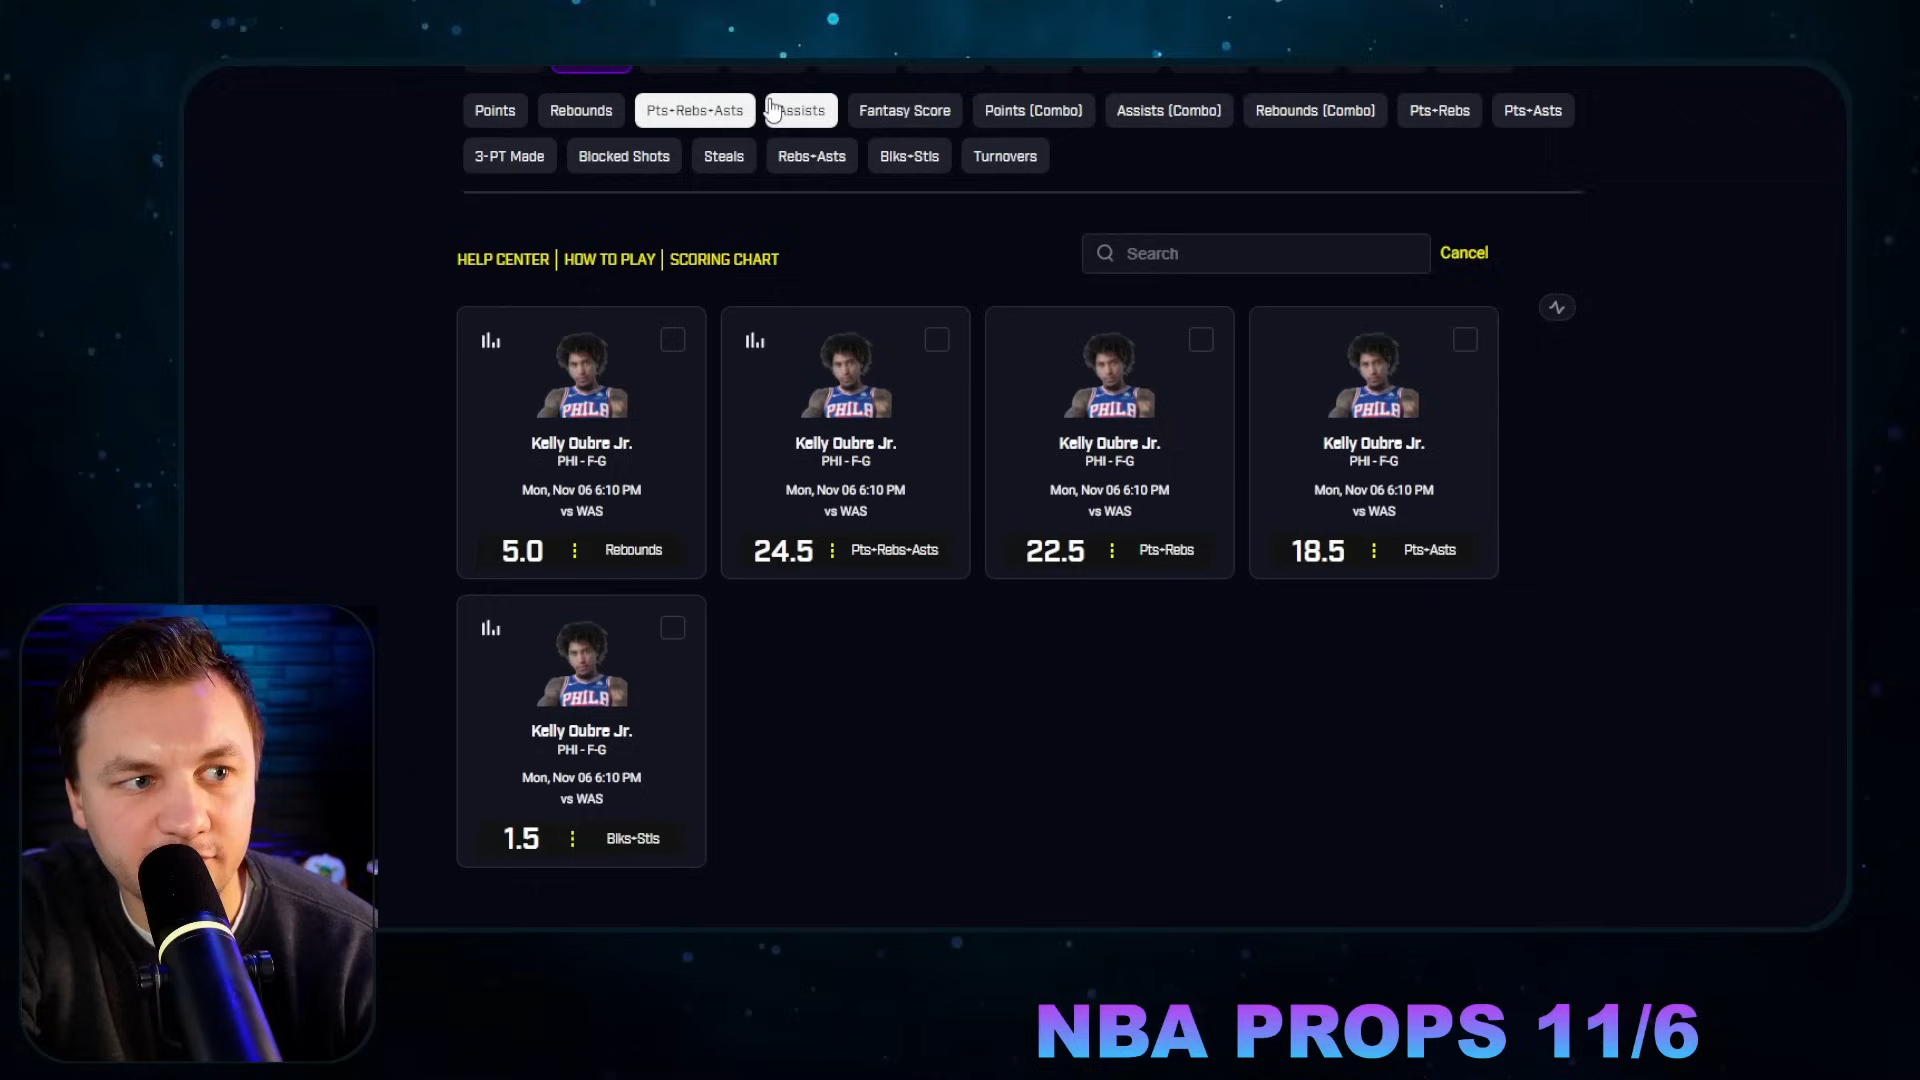 Points Rebounds Pts+Rebs+Asts Assists Fantasy Score Points (Combo) Assists (Combo) Rebounds (Combo) Pts+Rebs Pts+Asts
3-PT Made Blocked Shots Steals Rebs+Asts Blks+Stls Turnovers
HELP CENTER | HOW TO PLAY | SCORING CHART
Search Cancel
PHILA
Kelly Oubre Jr.
PHI - F-G
Mon, Nov 06 6:10 PM
vs WAS
5.0 Rebounds
PHILA
Kelly Oubre Jr.
PHI - F-G
Mon, Nov 06 6:10 PM
vs WAS
24.5 Pts+Rebs+Asts
PHILA
Kelly Oubre Jr.
PHI - F-G
Mon, Nov 06 6:10 PM
vs WAS
22.5 Pts+Rebs
PHILA
Kelly Oubre Jr.
PHI - F-G
Mon, Nov 06 6:10 PM
vs WAS
18.5 Pts+Asts
PHILA
Kelly Oubre Jr.
PHI - F-G
Mon, Nov 06 6:10 PM
vs WAS
1.5 Blks+Stls
NBA PROPS 11/6